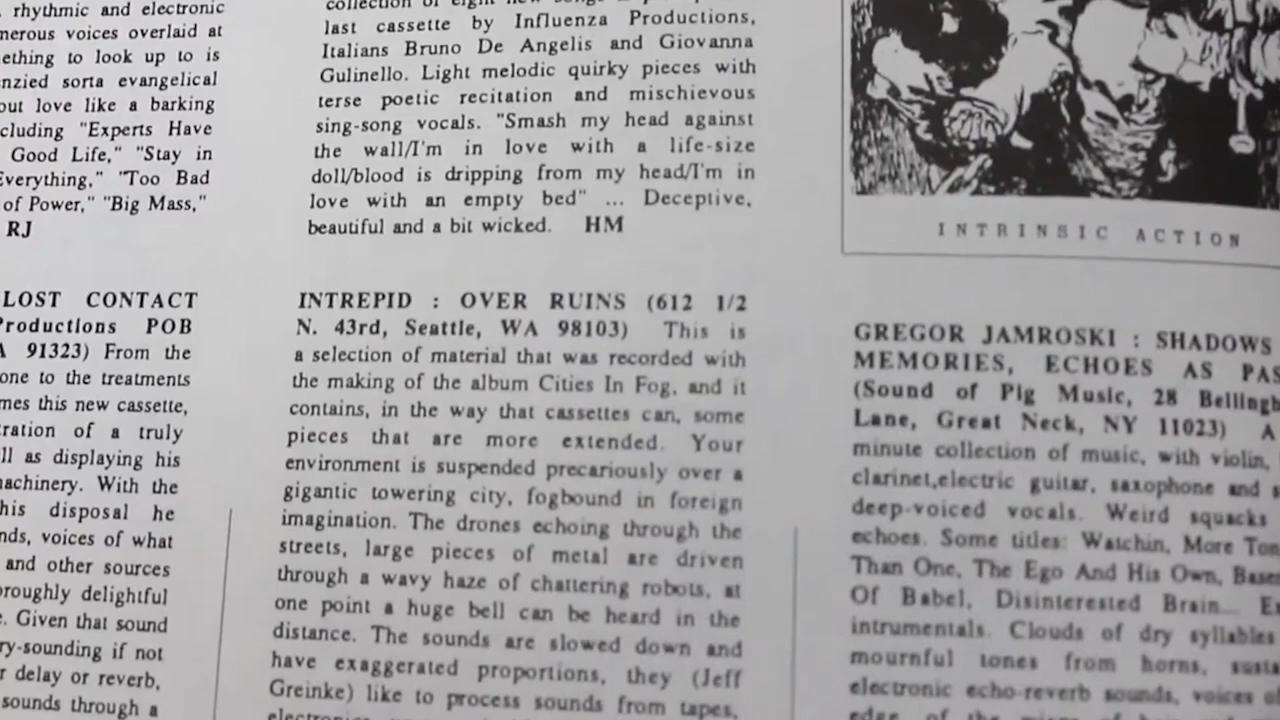 rhythmic and electronic
merous voices overlaid at
ething to look up to is
nzied sorta evangelical
out love like a barking
cluding "Experts Have
Good Life," "Stay in
Everything," "Too Bad
of Power," "Big Mass,"
RJ
LOST CONTACT
Productions POB
A 91323) From the
one to the treatments
mes this new cassette,
tration of a truly
ll as displaying his
machinery. With the
his disposal he
nds, voices of what
and other sources
oroughly delightful
e. Given that sound
ry-sounding if not
r delay or reverb,
sounds through a
collection of eight new songs
last cassette by Influenza Productions,
Italians Bruno De Angelis and Giovanna
Gulinello. Light melodic quirky pieces with
terse poetic recitation and mischievous
sing-song vocals. "Smash my head against
the wall/I'm in love with a life-size
doll/blood is dripping from my head/I'm in
love with an empty bed" ... Deceptive,
beautiful and a bit wicked. HM
INTREPID : OVER RUINS (612 1/2
N. 43rd, Seattle, WA 98103) This is
a selection of material that was recorded with
the making of the album Cities In Fog, and it
contains, in the way that cassettes can, some
pieces that are more extended. Your
environment is suspended precariously over a
gigantic towering city, fogbound in foreign
imagination. The drones echoing through the
streets, large pieces of metal are driven
through a wavy haze of chattering robots, at
one point a huge bell can be heard in the
distance. The sounds are slowed down and
have exaggerated proportions, they (Jeff
Greinke) like to process sounds from tapes,
INTRINSIC ACTION
GREGOR JAMROSKI : SHADOWS
MEMORIES, ECHOES AS PAS
(Sound of Pig Music, 28 Bellingh
Lane, Great Neck, NY 11023) A
minute collection of music, with violin,
clarinet,electric guitar, saxophone and
deep-voiced vocals. Weird squacks
echoes. Some titles: Watchin, More Ton
Than One, The Ego And His Own, Base
Of Babel, Disinterested Brain... E
intrumentals. Clouds of dry syllables
mournful tones from horns, susta
electronic echo-reverb sounds, voices o
edge of the